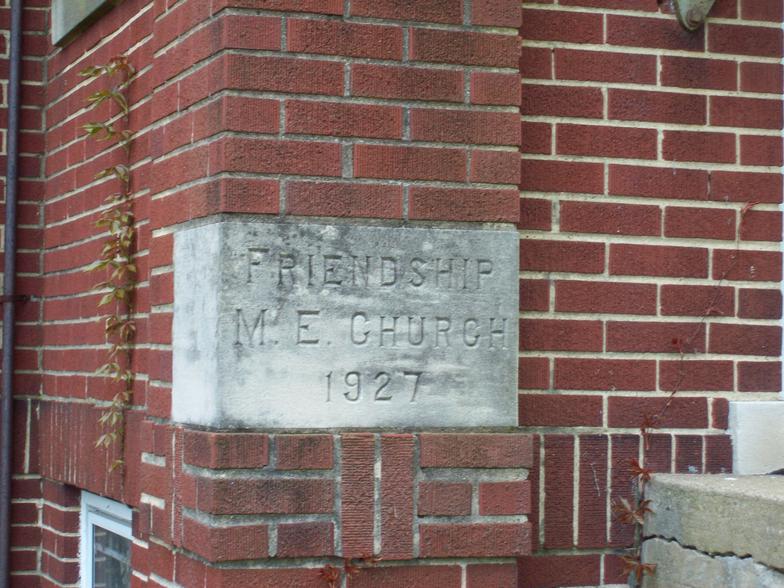 FRIENDSHIP
M. E. CHURCH
1927